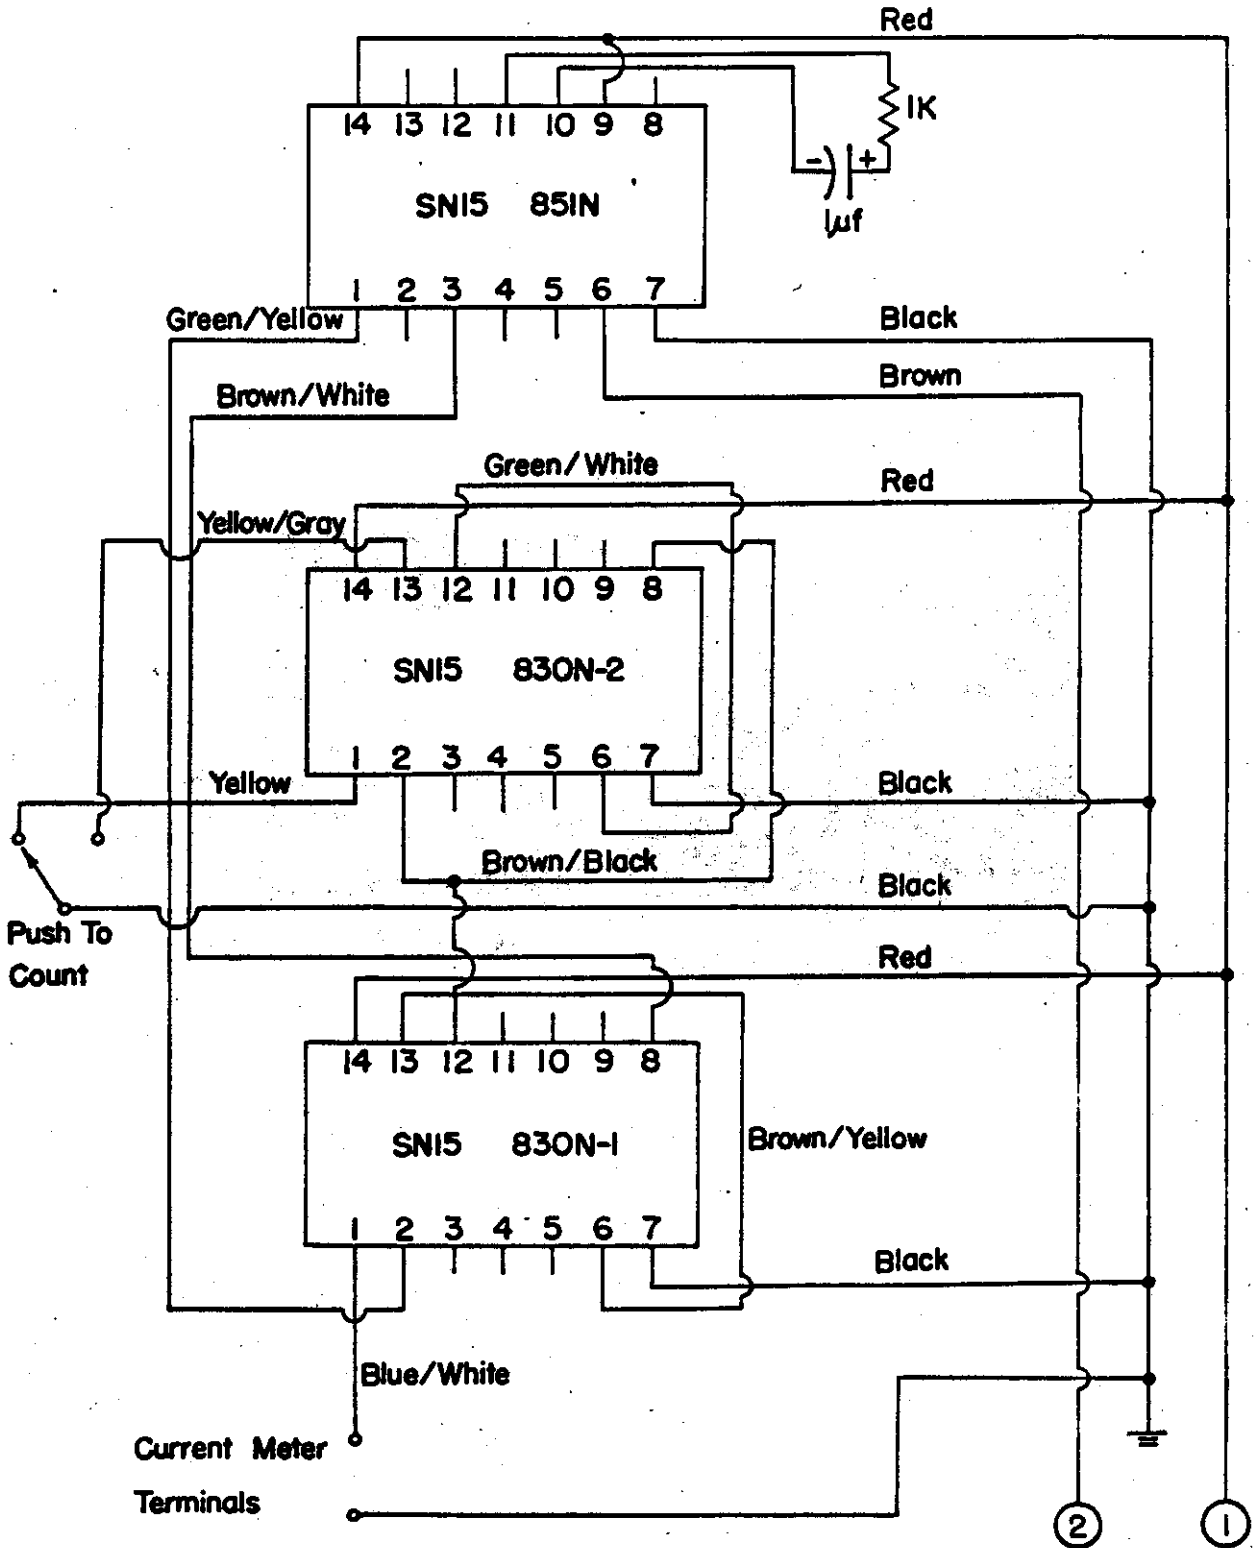 Red
14 13 12 11 10 9 8
1K
- +
SN15 851N
1μf
1 2 3 4 5 6 7
Green/Yellow
Black
Brown/White
Brown
Green/White
Red
Yellow/Gray
14 13 12 11 10 9 8
SN15 830N-2
1 2 3 4 5 6 7
Yellow
Black
Brown/Black
Black
Push To
Count
Red
14 13 12 11 10 9 8
SN15 830N-1
Brown/Yellow
1 2 3 4 5 6 7
Black
Blue/White
Current Meter
Terminals
2 1